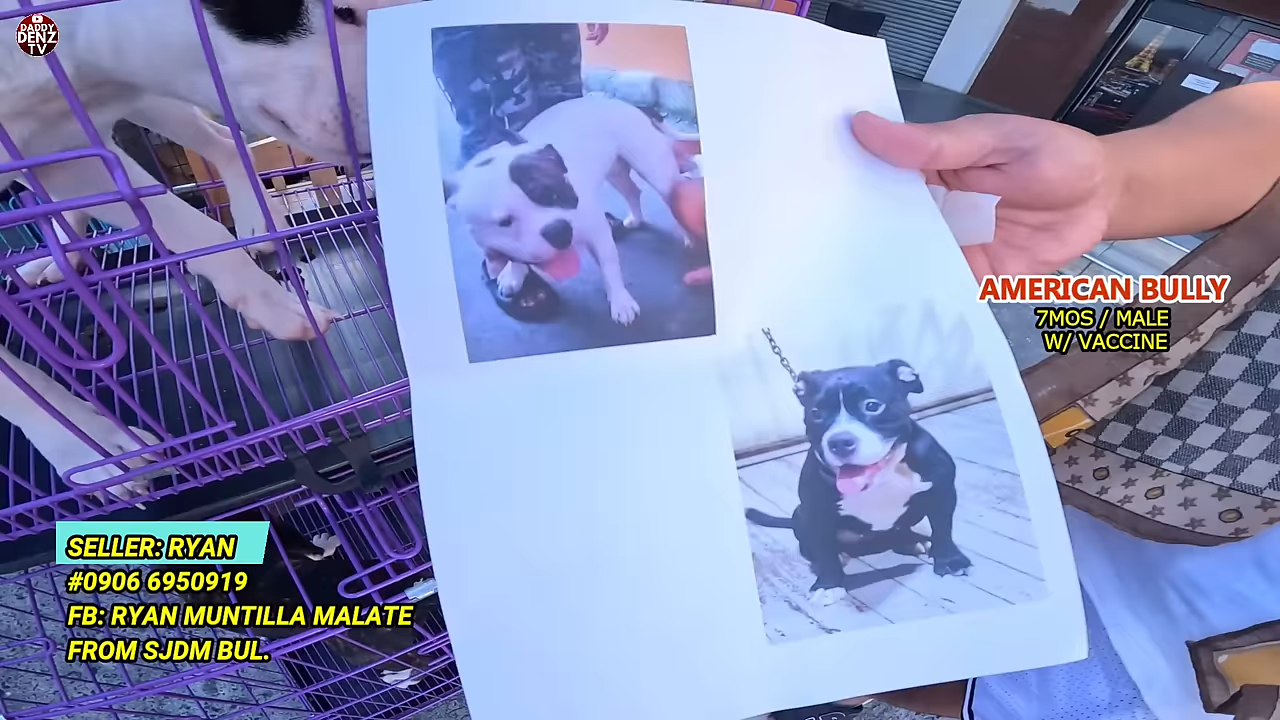 DADDY
DENZ
TV
AMERICAN BULLY
7MOS / MALE
W/ VACCINE
SELLER: RYAN
#0906 6950919
FB: RYAN MUNTILLA MALATE
FROM SJDM BUL.